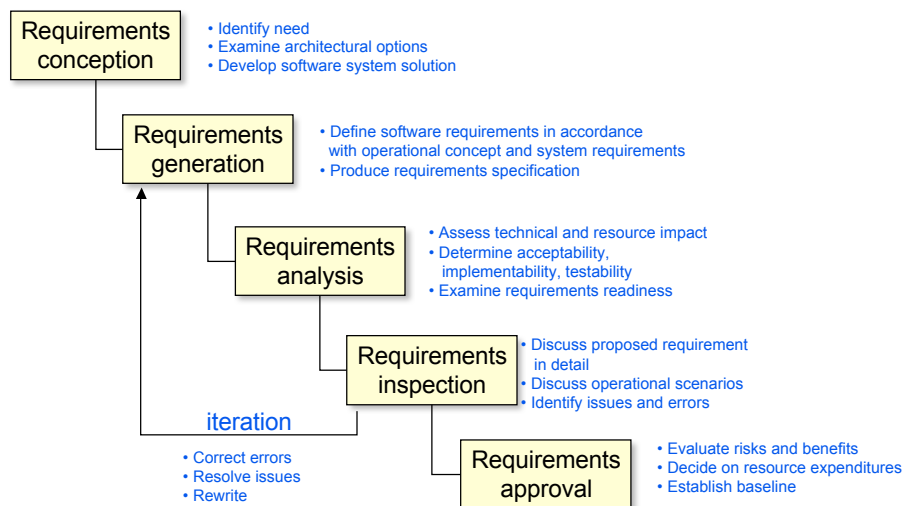 Requirements
conception
• Identify need
• Examine architectural options
• Develop software system solution
Requirements
generation
• Define software requirements in accordance
with operational concept and system requirements
• Produce requirements specification
Requirements
analysis
• Assess technical and resource impact
• Determine acceptability,
implementability, testability
• Examine requirements readiness
Requirements
inspection
• Discuss proposed requirement
in detail
• Discuss operational scenarios
• Identify issues and errors
iteration
• Correct errors
• Resolve issues
• Rewrite
Requirements
approval
• Evaluate risks and benefits
• Decide on resource expenditures
• Establish baseline